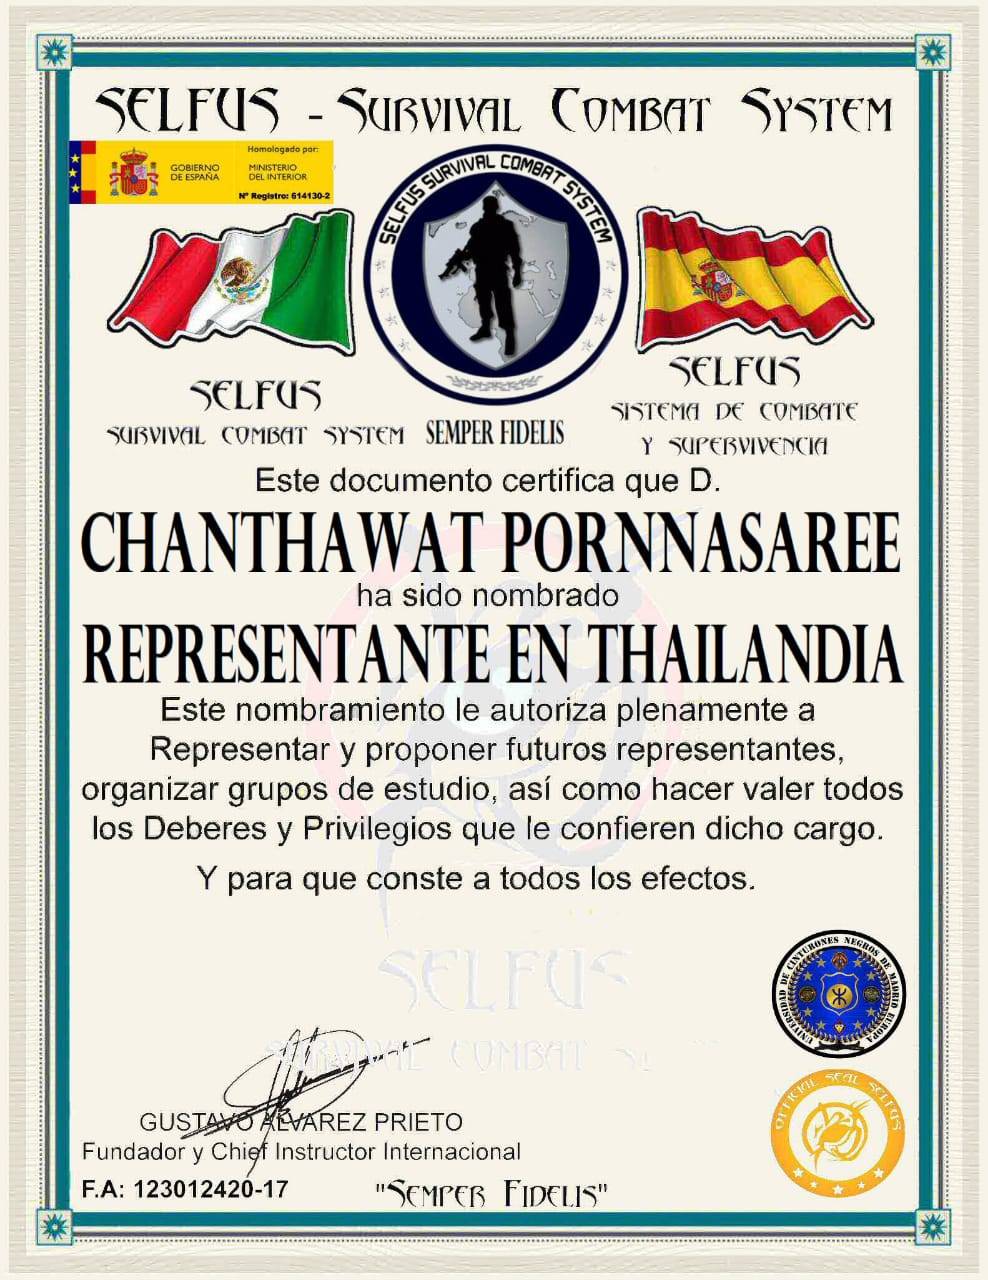 SELFUS - SURVIVAL COMBAT SYSTEM
GOBIERNO
DE ESPAÑA
Homologado por:
MINISTERIO
DEL INTERIOR
Nº Registro: 614130-2
SELFUS SURVIVAL COMBAT SYSTEM
SELFUS
SURVIVAL COMBAT SYSTEM
SEMPER FIDELIS
SELFUS
SISTEMA DE COMBATE
Y SUPERVIVENCIA
Este documento certifica que D.
CHANTHAWAT PORNNASAREE
ha sido nombrado
REPRESENTANTE EN THAILANDIA
Este nombramiento le autoriza plenamente a
Representar y proponer futuros representantes,
organizar grupos de estudio, así como hacer valer todos
los Deberes y Privilegios que le confieren dicho cargo.
Y para que conste a todos los efectos.
SELFUS
SURVIVAL COMBAT
UNIVERSIDAD DE CINTURONES NEGROS DE MADRID EUROPA
OFFICIAL SEAL SELFUS
GUSTAVO ALVAREZ PRIETO
Fundador y Chief Instructor Internacional
F.A: 123012420-17
"SEMPER FIDELIS"